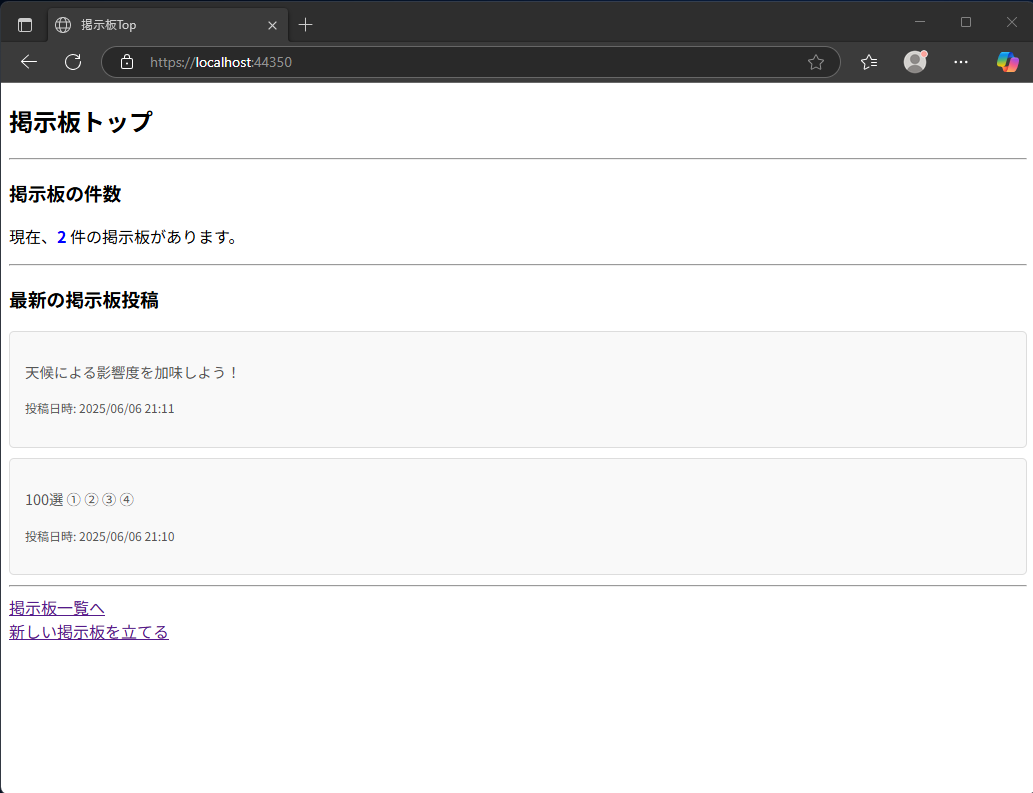 掲示板Top
https://localhost:44350
掲示板トップ
掲示板の件数
現在、2 件の掲示板があります。
最新の掲示板投稿
天候による影響度を加味しよう！
投稿日時: 2025/06/06 21:11
100選 ① ② ③ ④
投稿日時: 2025/06/06 21:10
掲示板一覧へ
新しい掲示板を立てる